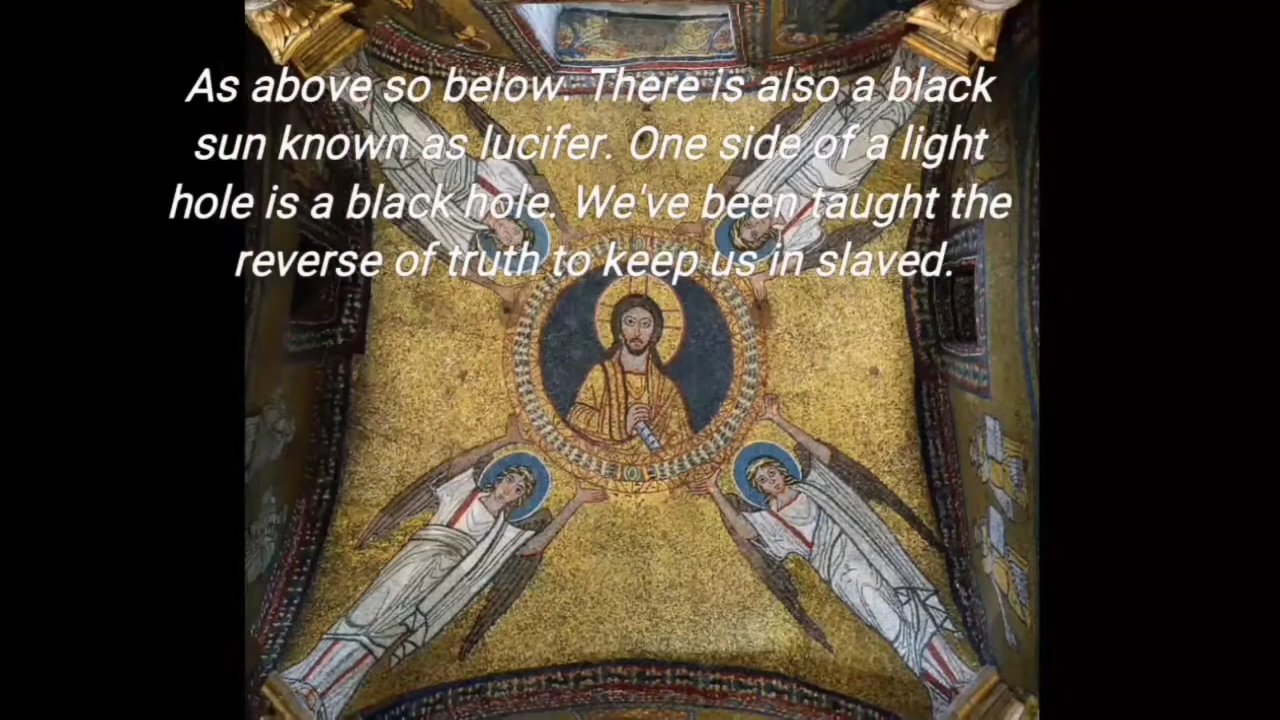 As above so below. There is also a black
sun known as lucifer. One side of a light
hole is a black hole. We've been taught the
reverse of truth to keep us in slaved.